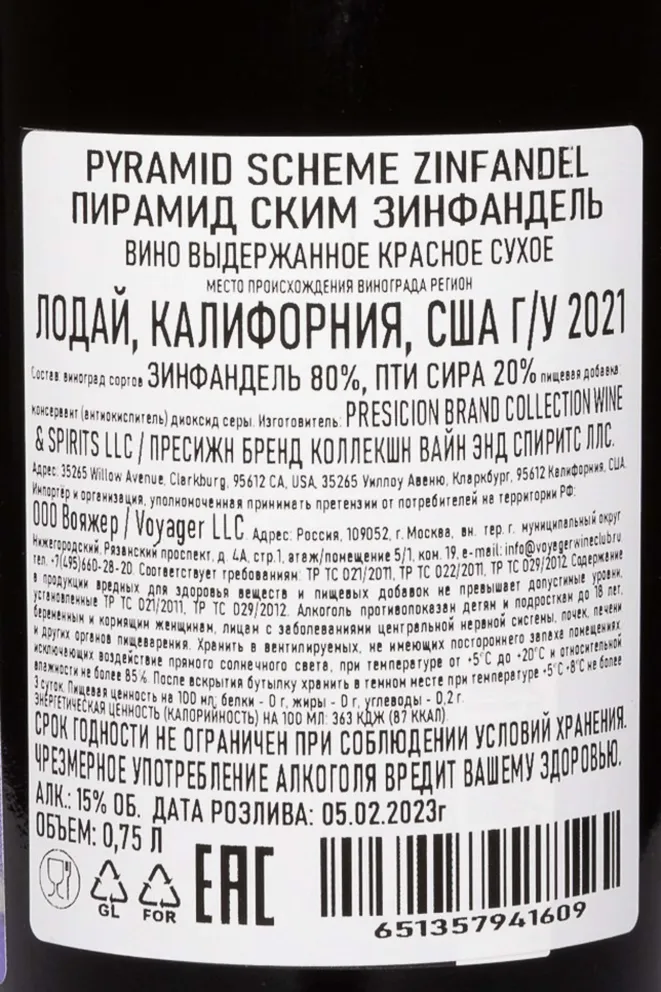 PYRAMID SCHEME ZINFANDEL
ПИРАМИД СКИМ ЗИНФАНДЕЛЬ
ВИНО ВЫДЕРЖАННОЕ КРАСНОЕ СУХОЕ
МЕСТО ПРОИСХОЖДЕНИЯ ВИНОГРАДА РЕГИОН
ЛОДАЙ, КАЛИФОРНИЯ, США Г/У 2021
Состав: виноград сортов ЗИНФАНДЕЛЬ 80%, ПТИ СИРА 20% пищевая добавка:
консервант (антиокислитель) диоксид серы. Изготовитель: PRESICION BRAND COLLECTION WINE
& SPIRITS LLC / ПРЕСИЖН БРЕНД КОЛЛЕКШН ВАЙН ЭНД СПИРИТС ЛЛС.
Адрес: 35265 Willow Avenue, Clarkburg, 95612 CA, USA, 35265 Уиллоу Авеню, Кларкбург, 95612 Калифорния, США.
Импортёр и организация, уполномоченная принимать претензии от потребителей на территории РФ:
ООО Вояжер / Voyager LLC. Адрес: Россия, 109052, г. Москва, вн. тер. г. муниципальный округ
Нижегородский, Рязанский проспект, д. 4А, стр.1, этаж/помещение 5/1, ком. 19, e-mail: info@voyagerwineclub.ru
тел. +7(495)660-28-20. Соответствует требованиям: ТР ТС 021/2011, ТР ТС 022/2011, ТР ТС 029/2012. Содержание
в продукции вредных для здоровья веществ и пищевых добавок не превышает допустимые уровни,
установленные ТР ТС 021/2011, ТР ТС 029/2012. Алкоголь противопоказан детям и подросткам до 18 лет,
беременным и кормящим женщинам, лицам с заболеваниями центральной нервной системы, почек, печени
и других органов пищеварения. Хранить в вентилируемых, не имеющих постороннего запаха помещениях,
исключающих воздействие прямого солнечного света, при температуре от +5°С до +20°С и относительной
влажности не более 85%. После вскрытия бутылку хранить в темном месте при температуре +5°С +8°С не более
3 суток. Пищевая ценность на 100 мл: белки - 0 г, жиры - 0 г, углеводы - 0,2 г.
ЭНЕРГЕТИЧЕСКАЯ ЦЕННОСТЬ (КАЛОРИЙНОСТЬ) НА 100 МЛ: 363 КДЖ (87 ККАЛ)
СРОК ГОДНОСТИ НЕ ОГРАНИЧЕН ПРИ СОБЛЮДЕНИИ УСЛОВИЙ ХРАНЕНИЯ.
ЧРЕЗМЕРНОЕ УПОТРЕБЛЕНИЕ АЛКОГОЛЯ ВРЕДИТ ВАШЕМУ ЗДОРОВЬЮ.
АЛК.: 15% ОБ. ДАТА РОЗЛИВА: 05.02.2023г
ОБЪЕМ: 0,75 Л
GL FOR EAC
651357941609